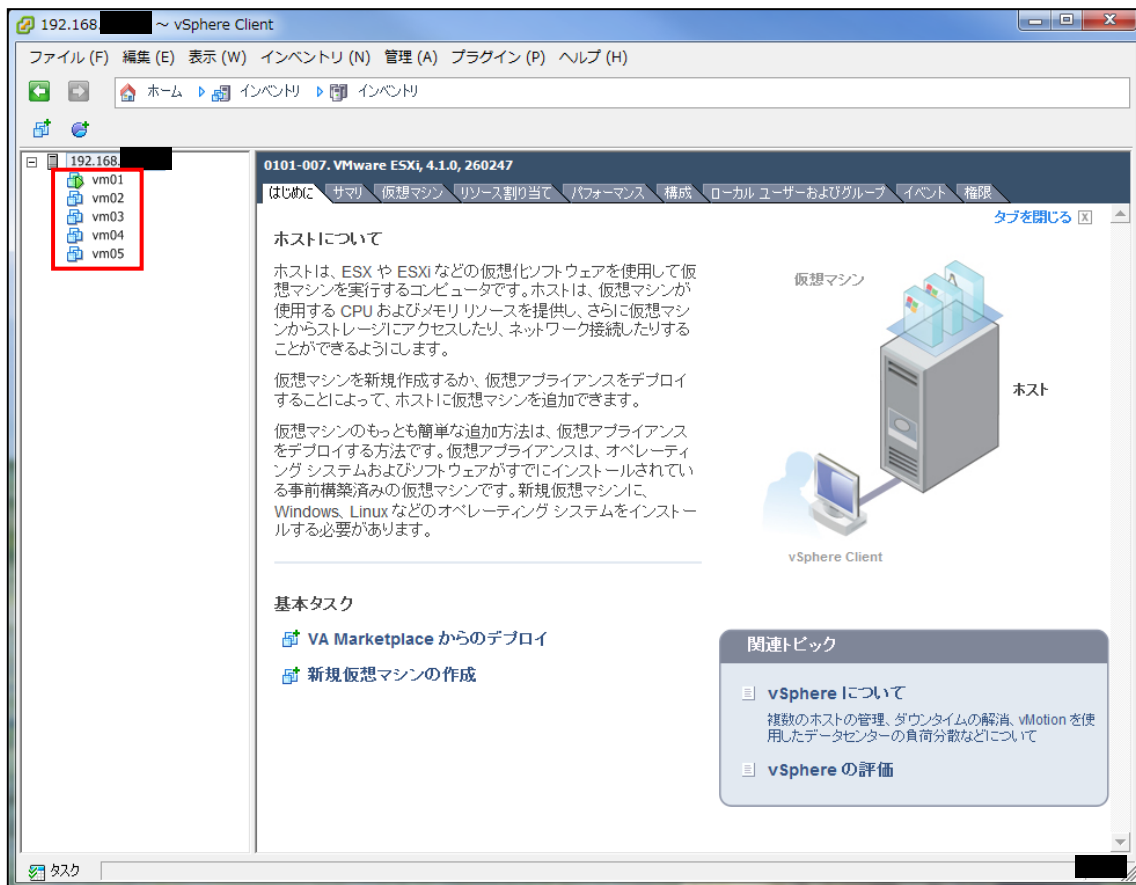 192.168. ~ vSphere Client
ファイル (F) 編集 (E) 表示 (W) インベントリ (N) 管理 (A) プラグイン (P) ヘルプ (H)
ホーム インベントリ インベントリ
192.168.
vm01
vm02
vm03
vm04
vm05
0101-007. VMware ESXi, 4.1.0, 260247
はじめに サマリ 仮想マシン リソース割り当て パフォーマンス 構成 ローカル ユーザーおよびグループ イベント 権限
タブを閉じる
ホストについて
ホストは、ESX や ESXi などの仮想化ソフトウェアを使用して仮
想マシンを実行するコンピュータです。ホストは、仮想マシンが
使用する CPU およびメモリ リソースを提供し、さらに仮想マシ
ンからストレージにアクセスしたり、ネットワーク接続したりする
ことができるようにします。
仮想マシンを新規作成するか、仮想アプライアンスをデプロイ
することによって、ホストに仮想マシンを追加できます。
仮想マシンのもっとも簡単な追加方法は、仮想アプライアンス
をデプロイする方法です。仮想アプライアンスは、オペレーティ
ング システムおよびソフトウェアがすでにインストールされてい
る事前構築済みの仮想マシンです。新規仮想マシンに、
Windows、Linux などのオペレーティング システムをインストー
ルする必要があります。
仮想マシン
ホスト
vSphere Client
基本タスク
VA Marketplace からのデプロイ
新規仮想マシンの作成
関連トピック
vSphere について
複数のホストの管理、ダウンタイムの解消、vMotion を使
用したデータセンターの負荷分散などについて
vSphere の評価
タスク